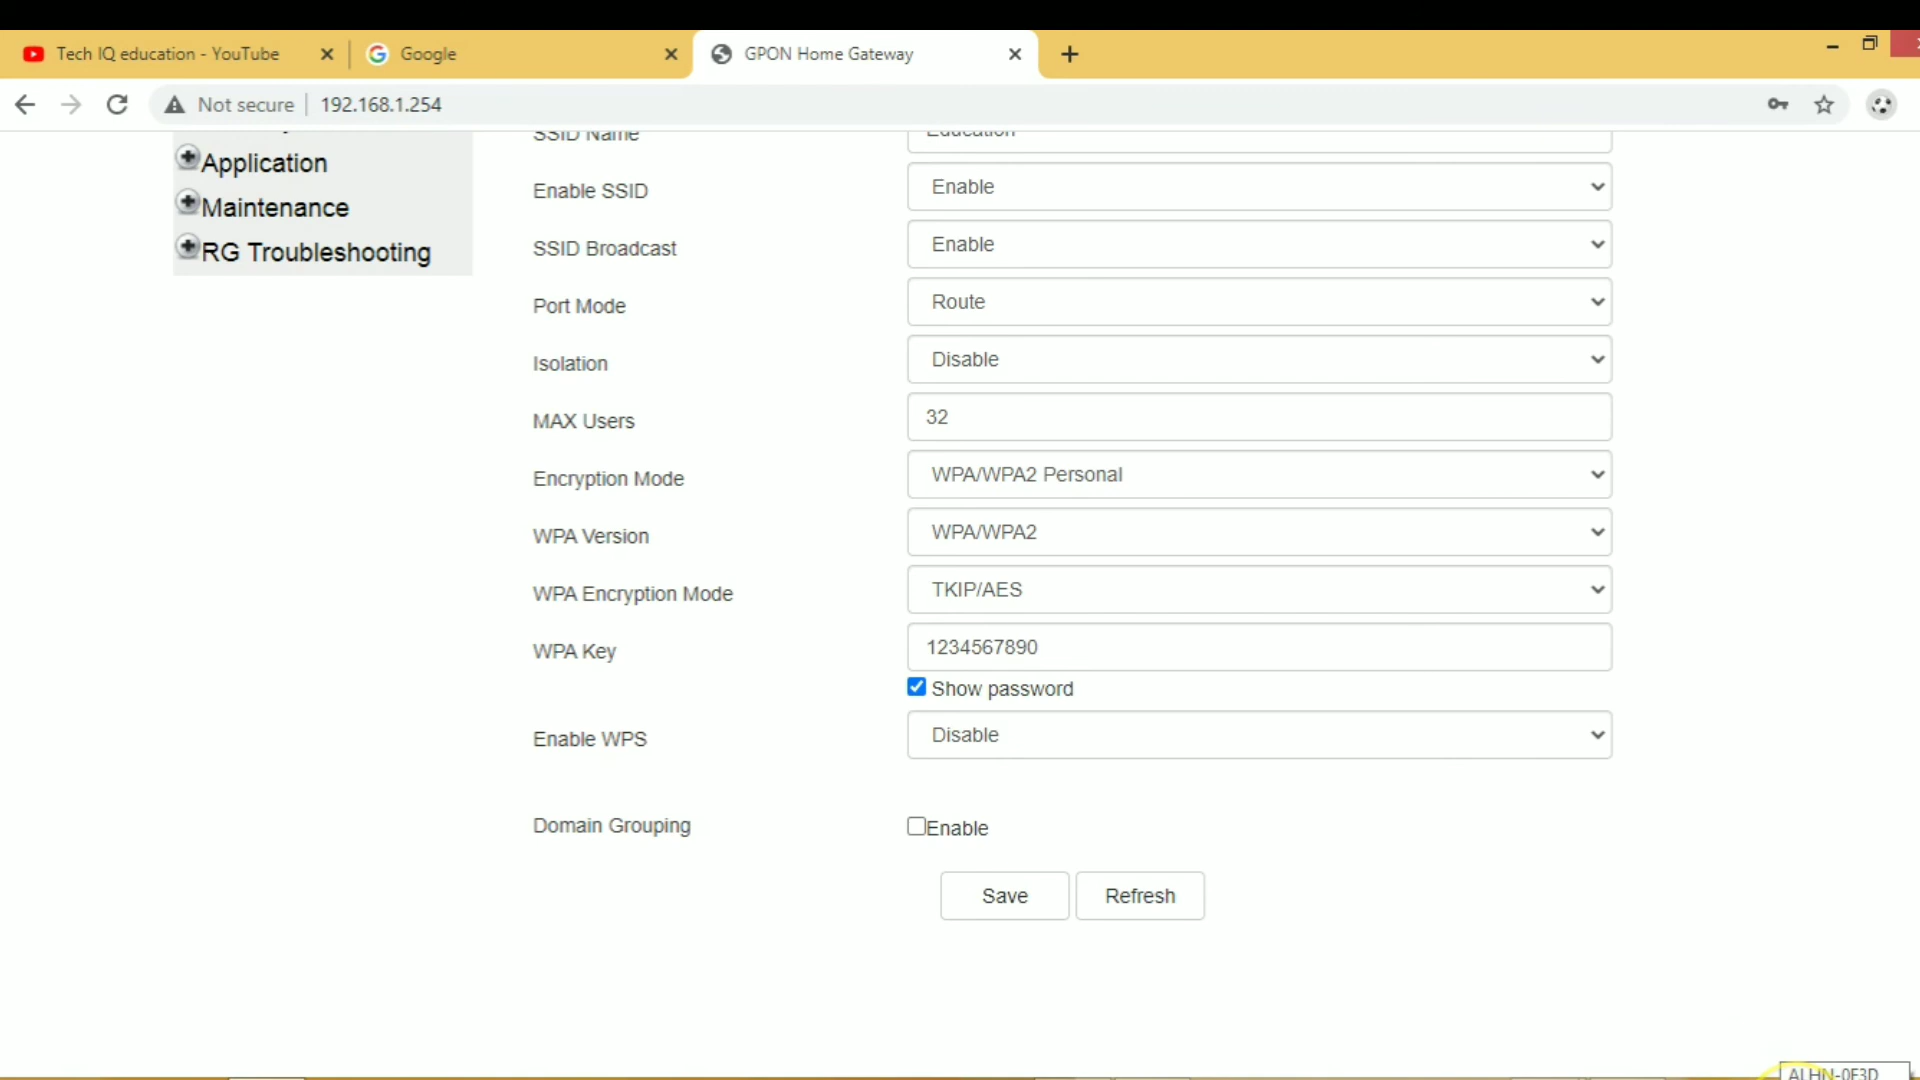 Tech IQ education - YouTube
Google
GPON Home Gateway
Not secure
192.168.1.254
SSID Name
Education
Application
Enable SSID
Enable
Maintenance
SSID Broadcast
Enable
RG Troubleshooting
Port Mode
Route
Isolation
Disable
MAX Users
32
Encryption Mode
WPA/WPA2 Personal
WPA Version
WPA/WPA2
WPA Encryption Mode
TKIP/AES
WPA Key
1234567890
Show password
Enable WPS
Disable
Domain Grouping
Enable
Save
Refresh
ALHN-0F3D